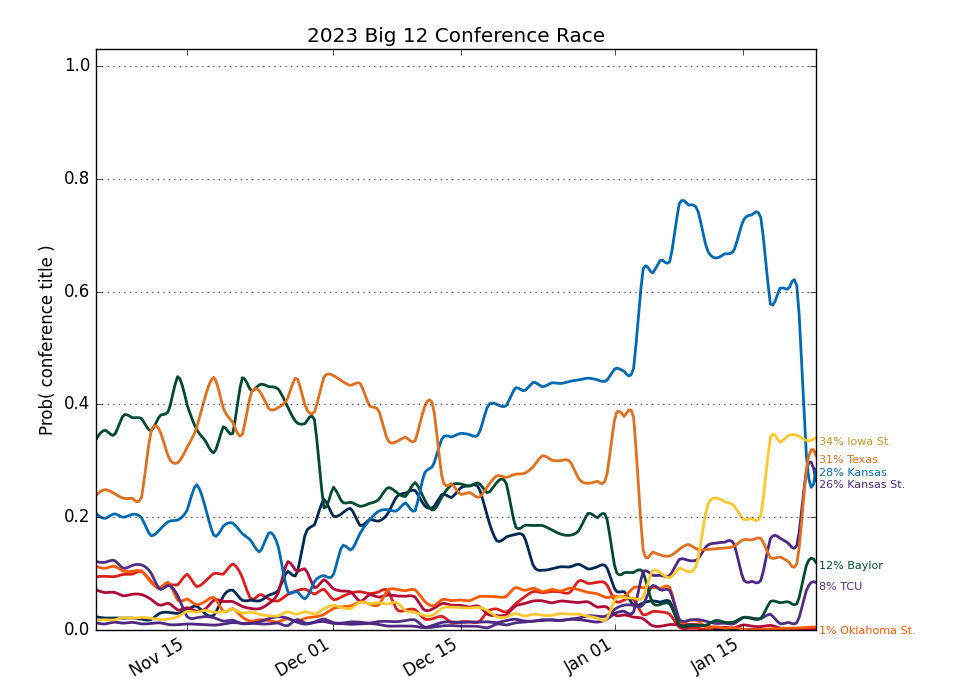 2023 Big 12 Conference Race
1.0
0.8
0.6
0.4
0.2
0.0
Prob( conference title )
34% Iowa St.
31% Texas
28% Kansas
26% Kansas St.
12% Baylor
8% TCU
1% Oklahoma St.
Nov 15
Dec 01
Dec 15
Jan 01
Jan 15